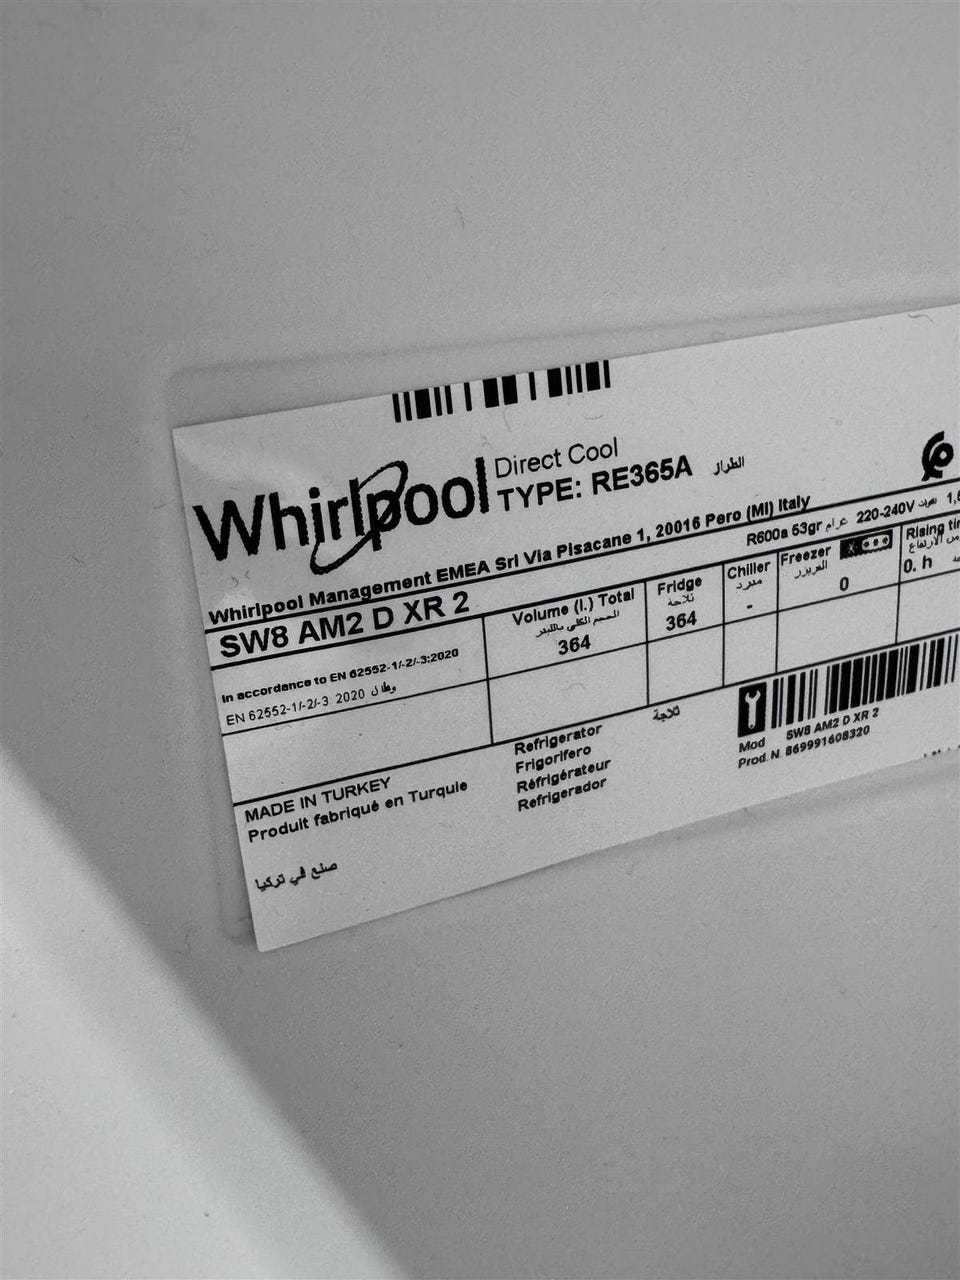 Whirlpool
Direct Cool
TYPE: RE365A الطراز
Whirlpool Management EMEA Srl Via Pisacane 1, 20016 Pero (MI) Italy
R600a 63gr غرام 220-240V
SW8 AM2 D XR 2
In accordance to EN 62552-1/-2/-3:2020
EN 62552-1/-2/-3 2020
Volume (l.) Total
الحجم الكلي باللتر
364
Fridge
ثلاجة
364
Chiller
مبرد
-
Freezer
الفريزر
0
Rising
0. h
MADE IN TURKEY
Produit fabriqué en Turquie
صنع في تركيا
Refrigerator
Frigorifero
Réfrigérateur
Refrigerador
ثلاجة
Mod SW8 AM2 D XR 2
Prod. N. 869991608320